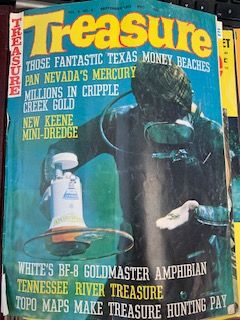 Treasure
TREASURE
THOSE FANTASTIC TEXAS MONEY BEACHES
PAN NEVADA'S MERCURY
MILLIONS IN CRIPPLE
CREEK GOLD
NEW KEENE
MINI-DREDGE
WHITE'S BF-8 GOLDMASTER AMPHIBIAN
TENNESSEE RIVER TREASURE
TOPO MAPS MAKE TREASURE HUNTING PAY